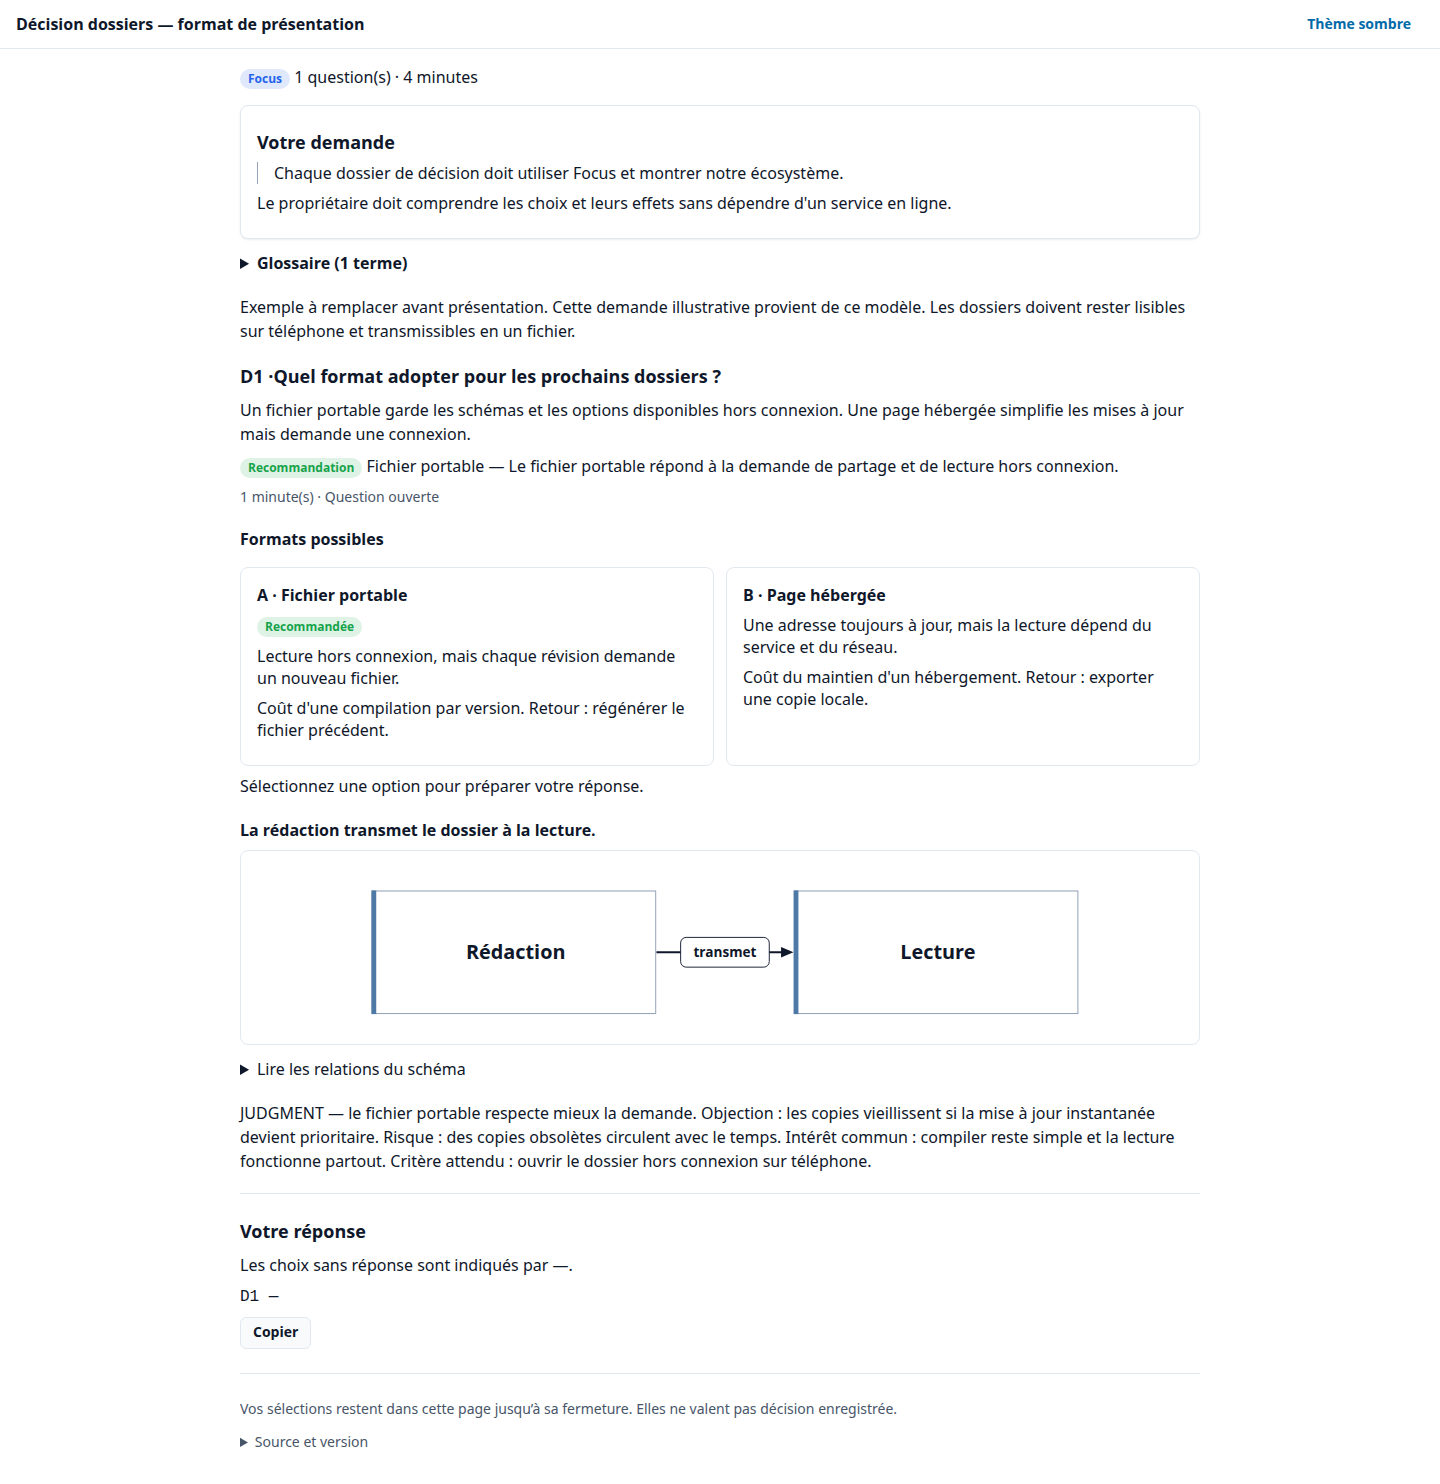 Décision dossiers — format de présentation
Thème sombre
Focus 1 question(s) · 4 minutes
Votre demande
Chaque dossier de décision doit utiliser Focus et montrer notre écosystème.
Le propriétaire doit comprendre les choix et leurs effets sans dépendre d'un service en ligne.
Glossaire (1 terme)
Exemple à remplacer avant présentation. Cette demande illustrative provient de ce modèle. Les dossiers doivent rester lisibles
sur téléphone et transmissibles en un fichier.
D1 ·Quel format adopter pour les prochains dossiers ?
Un fichier portable garde les schémas et les options disponibles hors connexion. Une page hébergée simplifie les mises à jour
mais demande une connexion.
Recommandation Fichier portable — Le fichier portable répond à la demande de partage et de lecture hors connexion.
1 minute(s) · Question ouverte
Formats possibles
A · Fichier portable
Recommandée
Lecture hors connexion, mais chaque révision demande
un nouveau fichier.
Coût d'une compilation par version. Retour : régénérer le
fichier précédent.
B · Page hébergée
Une adresse toujours à jour, mais la lecture dépend du
service et du réseau.
Coût du maintien d'un hébergement. Retour : exporter
une copie locale.
Sélectionnez une option pour préparer votre réponse.
La rédaction transmet le dossier à la lecture.
Rédaction
transmet
Lecture
Lire les relations du schéma
JUDGMENT — le fichier portable respecte mieux la demande. Objection : les copies vieillissent si la mise à jour instantanée
devient prioritaire. Risque : des copies obsolètes circulent avec le temps. Intérêt commun : compiler reste simple et la lecture
fonctionne partout. Critère attendu : ouvrir le dossier hors connexion sur téléphone.
Votre réponse
Les choix sans réponse sont indiqués par —.
D1 —
Copier
Vos sélections restent dans cette page jusqu’à sa fermeture. Elles ne valent pas décision enregistrée.
Source et version